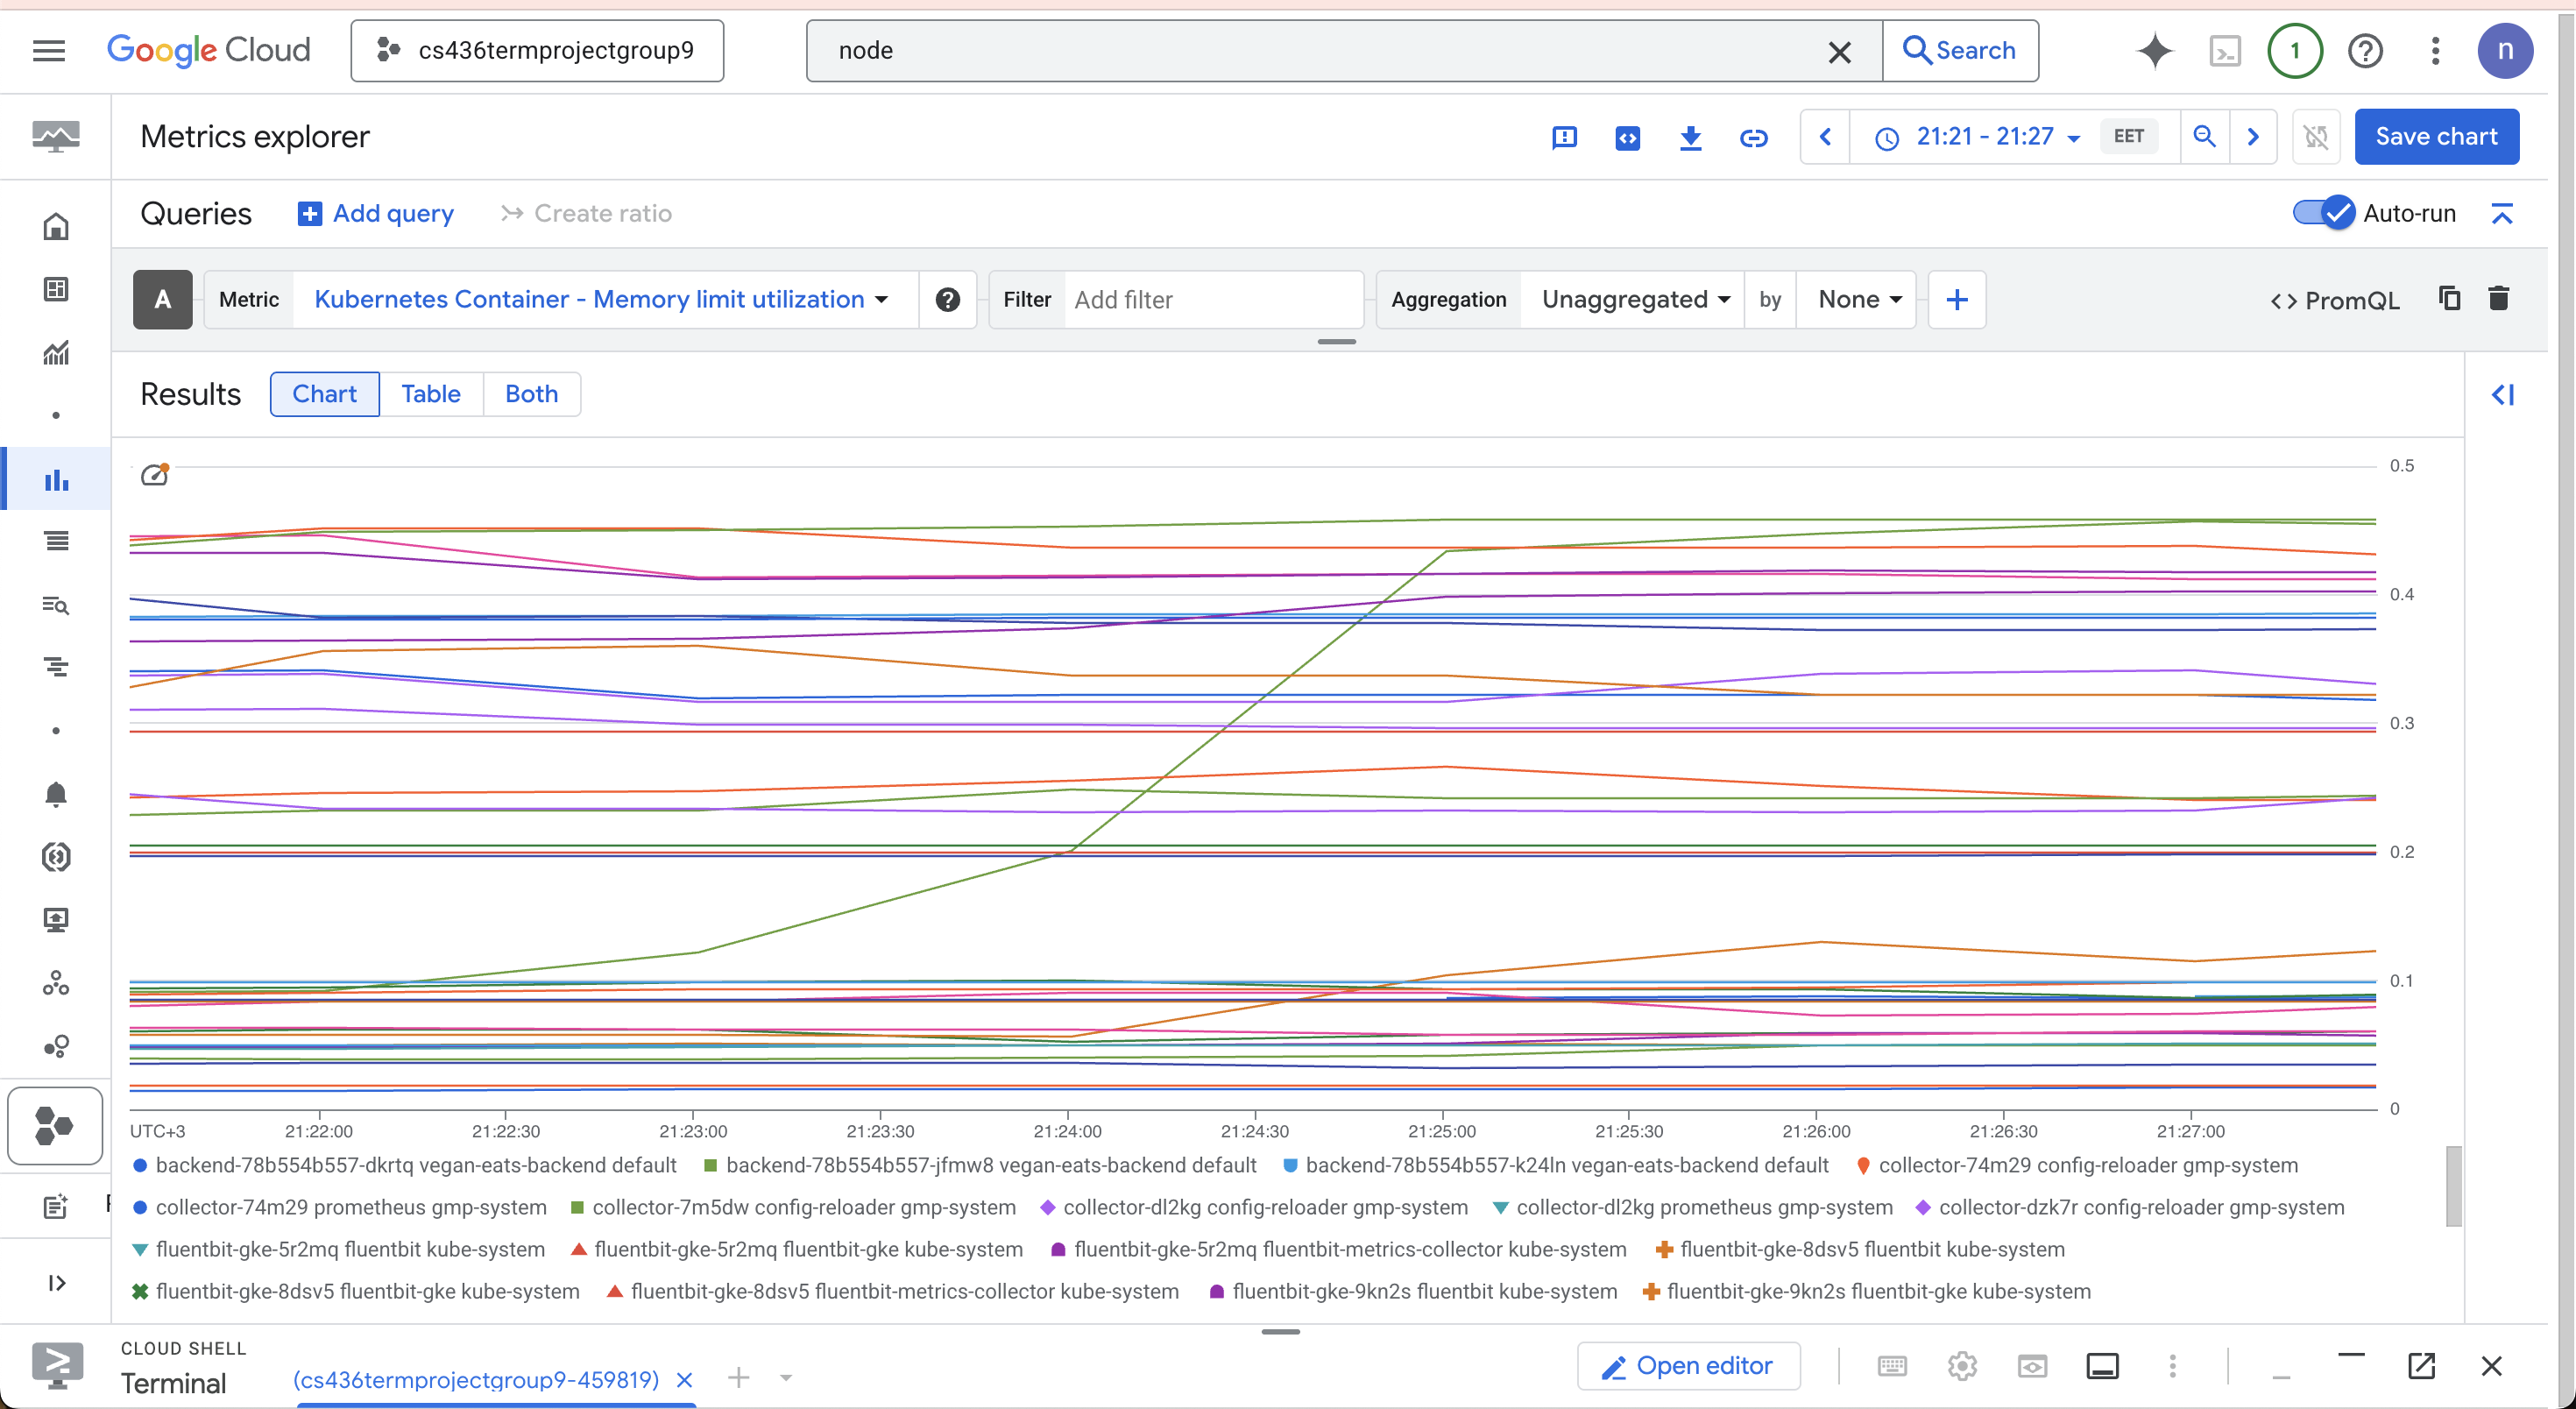 Google Cloud cs436termprojectgroup9 node Search 1 n
Metrics explorer 21:21 - 21:27 EET Save chart
Queries Add query Create ratio Auto-run
A Metric Kubernetes Container - Memory limit utilization Filter Add filter Aggregation Unaggregated by None PromQL
Results Chart Table Both
0.5
0.4
0.3
0.2
0.1
0
UTC+3 21:22:00 21:22:30 21:23:00 21:23:30 21:24:00 21:24:30 21:25:00 21:25:30 21:26:00 21:26:30 21:27:00
backend-78b554b557-dkrtq vegan-eats-backend default backend-78b554b557-jfmw8 vegan-eats-backend default backend-78b554b557-k24ln vegan-eats-backend default collector-74m29 config-reloader gmp-system
collector-74m29 prometheus gmp-system collector-7m5dw config-reloader gmp-system collector-dl2kg config-reloader gmp-system collector-dl2kg prometheus gmp-system collector-dzk7r config-reloader gmp-system
fluentbit-gke-5r2mq fluentbit kube-system fluentbit-gke-5r2mq fluentbit-gke kube-system fluentbit-gke-5r2mq fluentbit-metrics-collector kube-system fluentbit-gke-8dsv5 fluentbit kube-system
fluentbit-gke-8dsv5 fluentbit-gke kube-system fluentbit-gke-8dsv5 fluentbit-metrics-collector kube-system fluentbit-gke-9kn2s fluentbit kube-system fluentbit-gke-9kn2s fluentbit-gke kube-system
CLOUD SHELL
Terminal (cs436termprojectgroup9-459819) Open editor